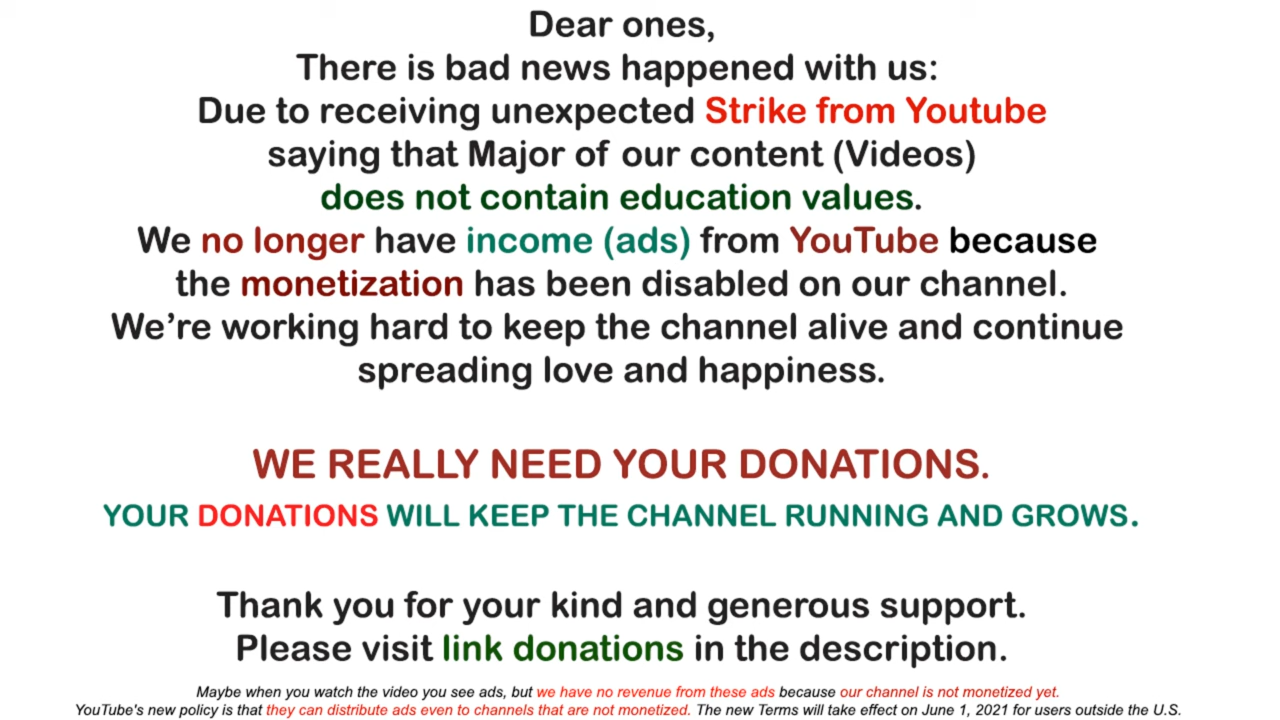 Dear ones,
There is bad news happened with us:
Due to receiving unexpected Strike from Youtube
saying that Major of our content (Videos)
does not contain education values.
We no longer have income (ads) from YouTube because
the monetization has been disabled on our channel.
We’re working hard to keep the channel alive and continue
spreading love and happiness.
WE REALLY NEED YOUR DONATIONS.
YOUR DONATIONS WILL KEEP THE CHANNEL RUNNING AND GROWS.
Thank you for your kind and generous support.
Please visit link donations in the description.
Maybe when you watch the video you see ads, but we have no revenue from these ads because our channel is not monetized yet.
YouTube's new policy is that they can distribute ads even to channels that are not monetized. The new Terms will take effect on June 1, 2021 for users outside the U.S.